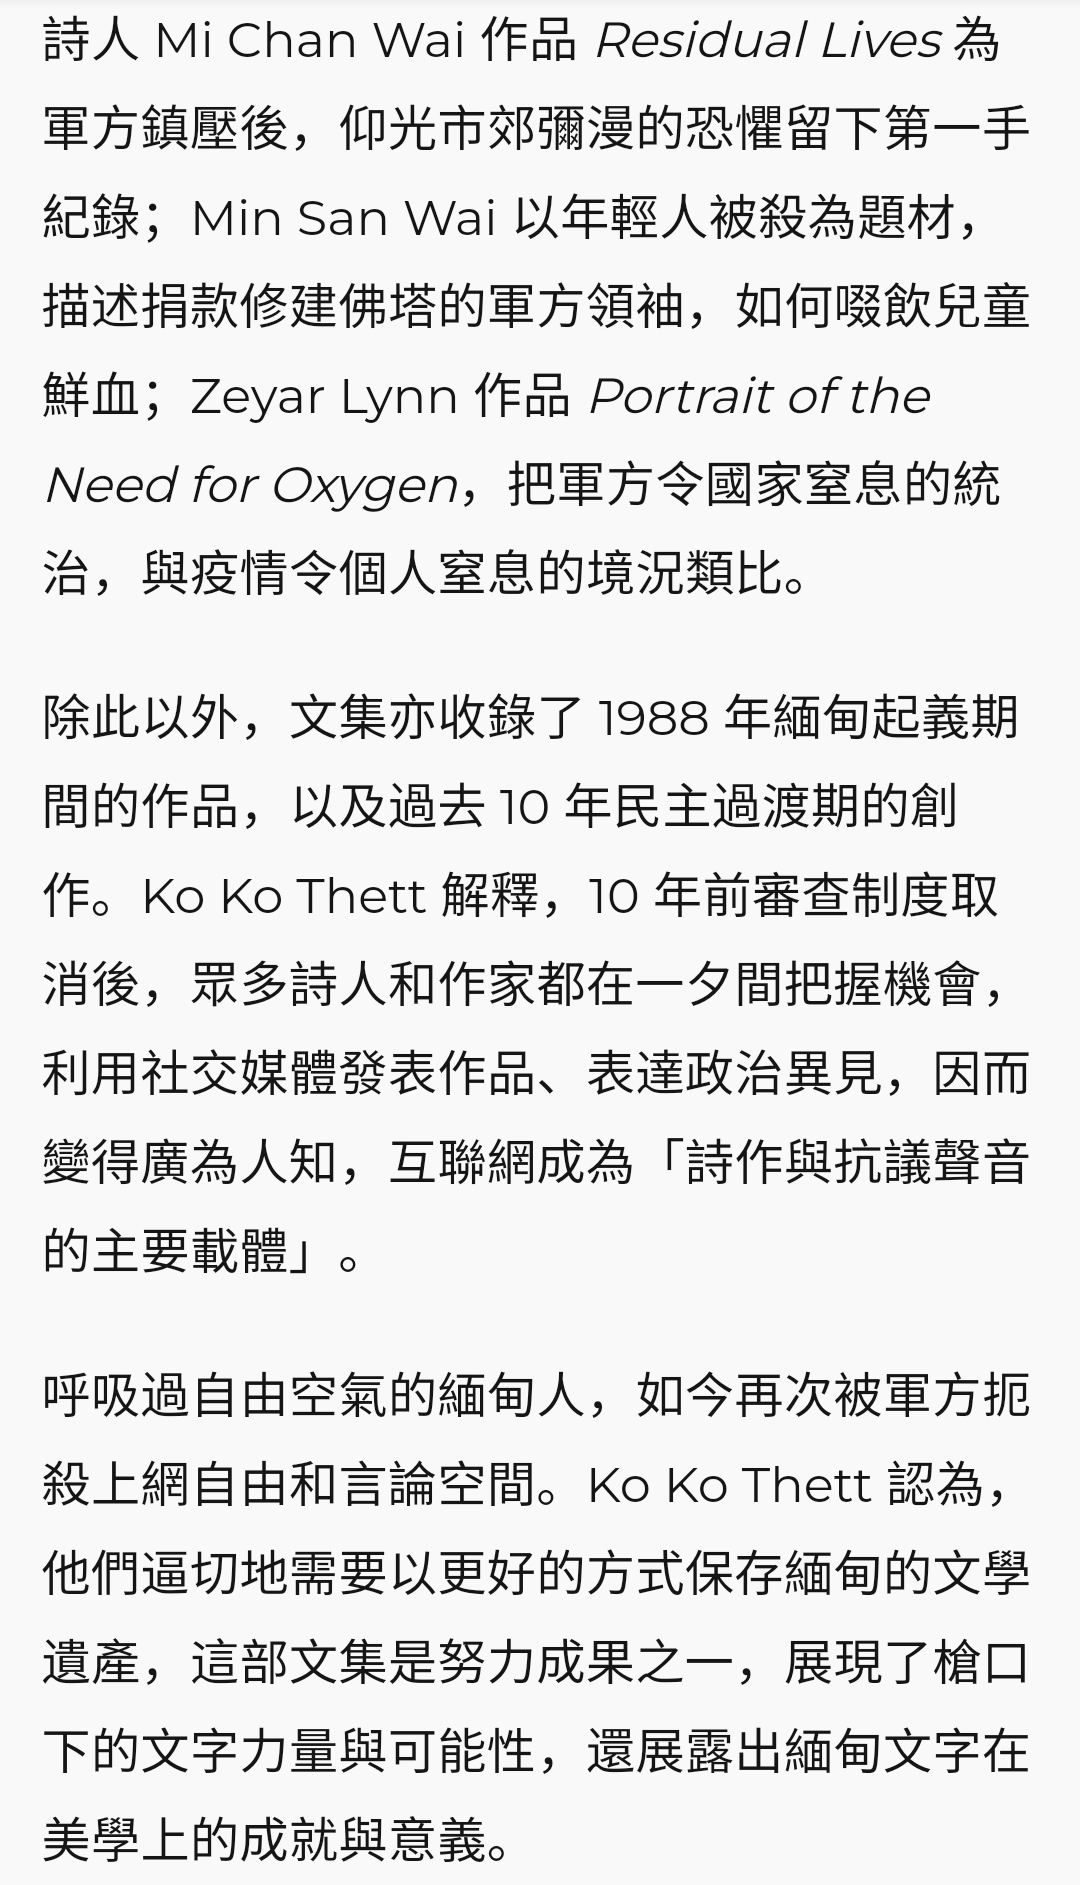 詩人 Mi Chan Wai 作品 Residual Lives 為
軍方鎮壓後，仰光市郊彌漫的恐懼留下第一手
紀錄；Min San Wai 以年輕人被殺為題材，
描述捐款修建佛塔的軍方領袖，如何啜飲兒童
鮮血；Zeyar Lynn 作品 Portrait of the
Need for Oxygen，把軍方令國家窒息的統
治，與疫情令個人窒息的境況類比。
除此以外，文集亦收錄了 1988 年緬甸起義期
間的作品，以及過去 10 年民主過渡期的創
作。Ko Ko Thett 解釋，10 年前審查制度取
消後，眾多詩人和作家都在一夕間把握機會，
利用社交媒體發表作品、表達政治異見，因而
變得廣為人知，互聯網成為「詩作與抗議聲音
的主要載體」。
呼吸過自由空氣的緬甸人，如今再次被軍方扼
殺上網自由和言論空間。Ko Ko Thett 認為，
他們逼切地需要以更好的方式保存緬甸的文學
遺產，這部文集是努力成果之一，展現了槍口
下的文字力量與可能性，還展露出緬甸文字在
美學上的成就與意義。